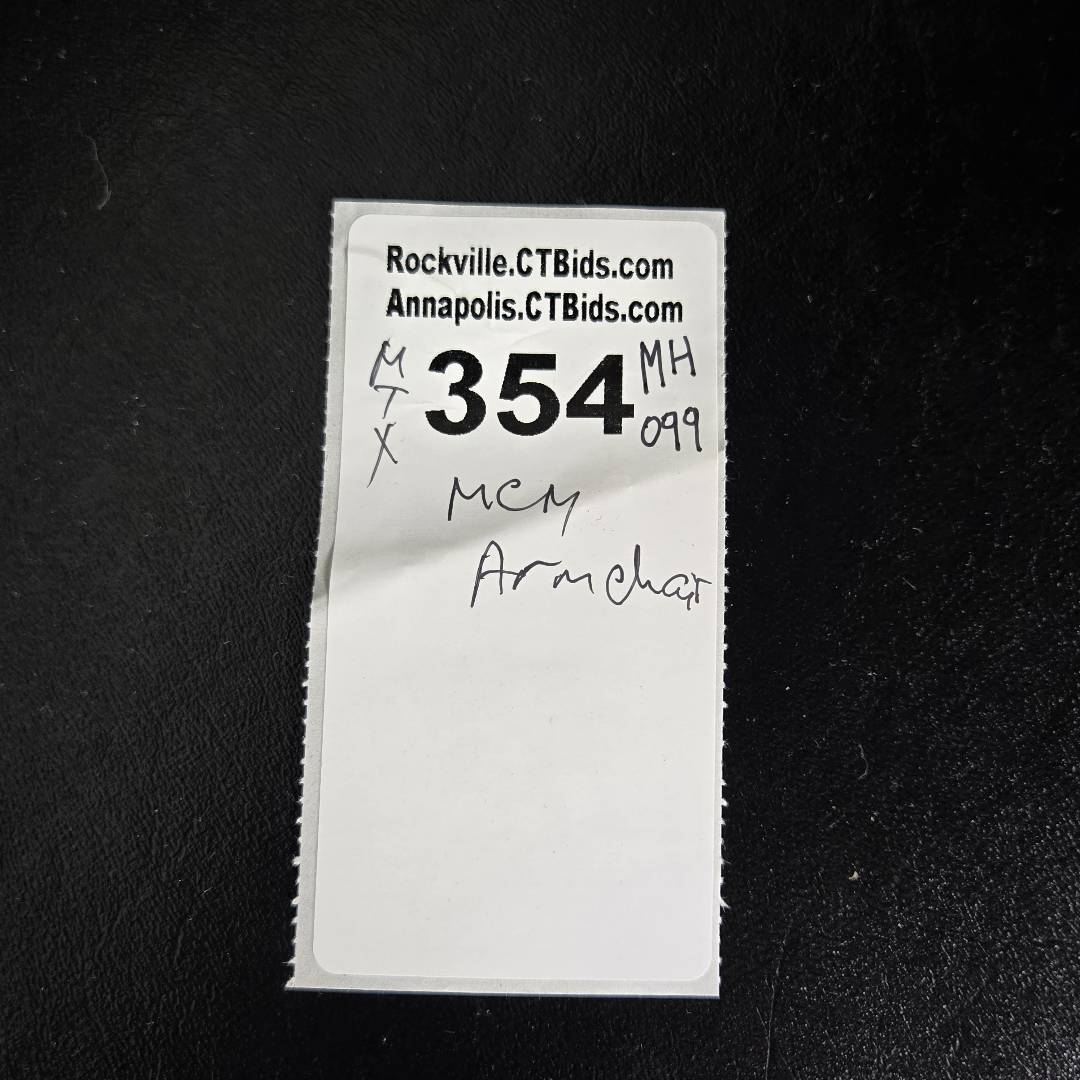 Rockville.CTBids.com
Annapolis.CTBids.com
MTX
354
MH
099
MCM
Armchair